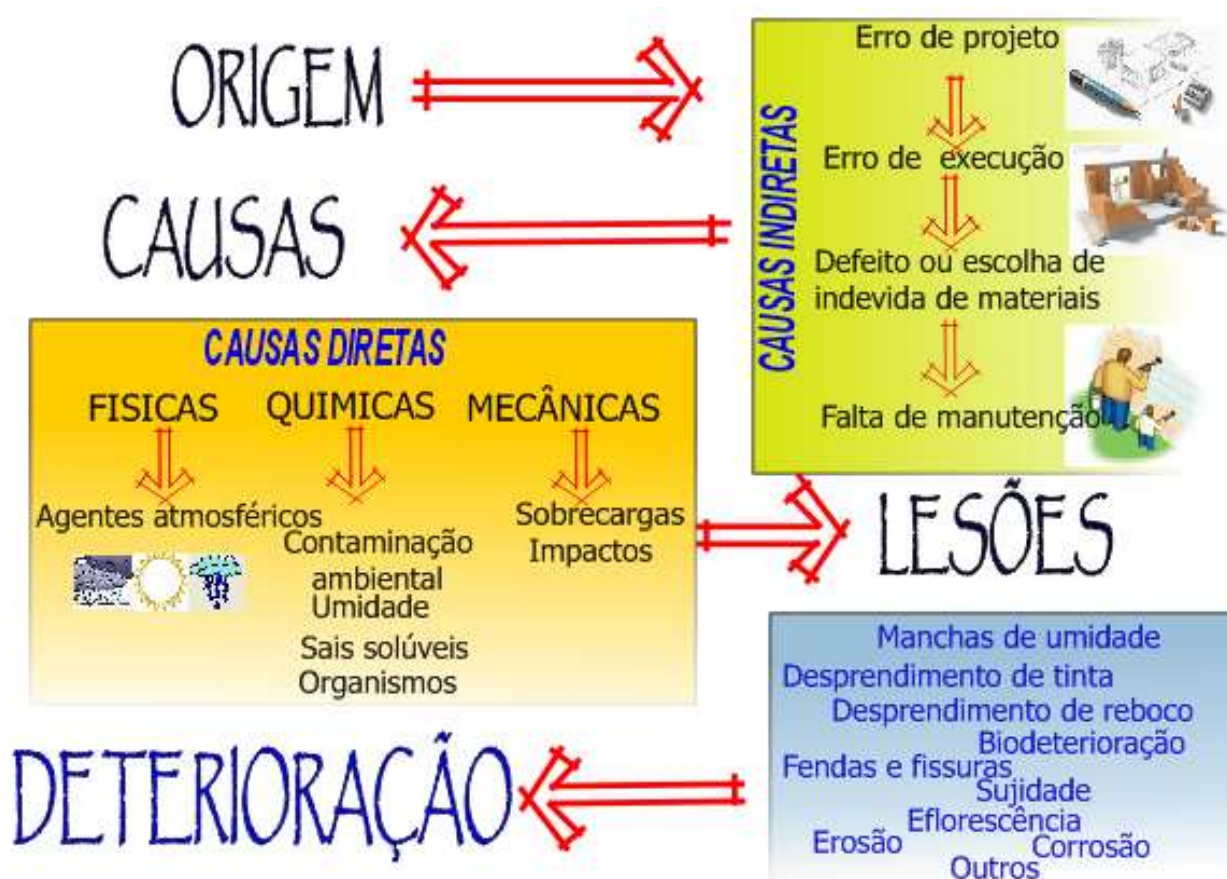 ORIGEM
Erro de projeto
Erro de execução
Defeito ou escolha de
indevida de materiais
Falta de manutenção
CAUSAS INDIRETAS
CAUSAS
CAUSAS DIRETAS
FISICAS QUIMICAS MECÂNICAS
Agentes atmosféricos
Contaminação
ambiental
Umidade
Sais solúveis
Organismos
Sobrecargas
Impactos
LESÕES
Manchas de umidade
Desprendimento de tinta
Desprendimento de reboco
Biodeterioração
Fendas e fissuras
Sujidade
Eflorescência
Erosão Corrosão
Outros
DETERIORAÇÃO